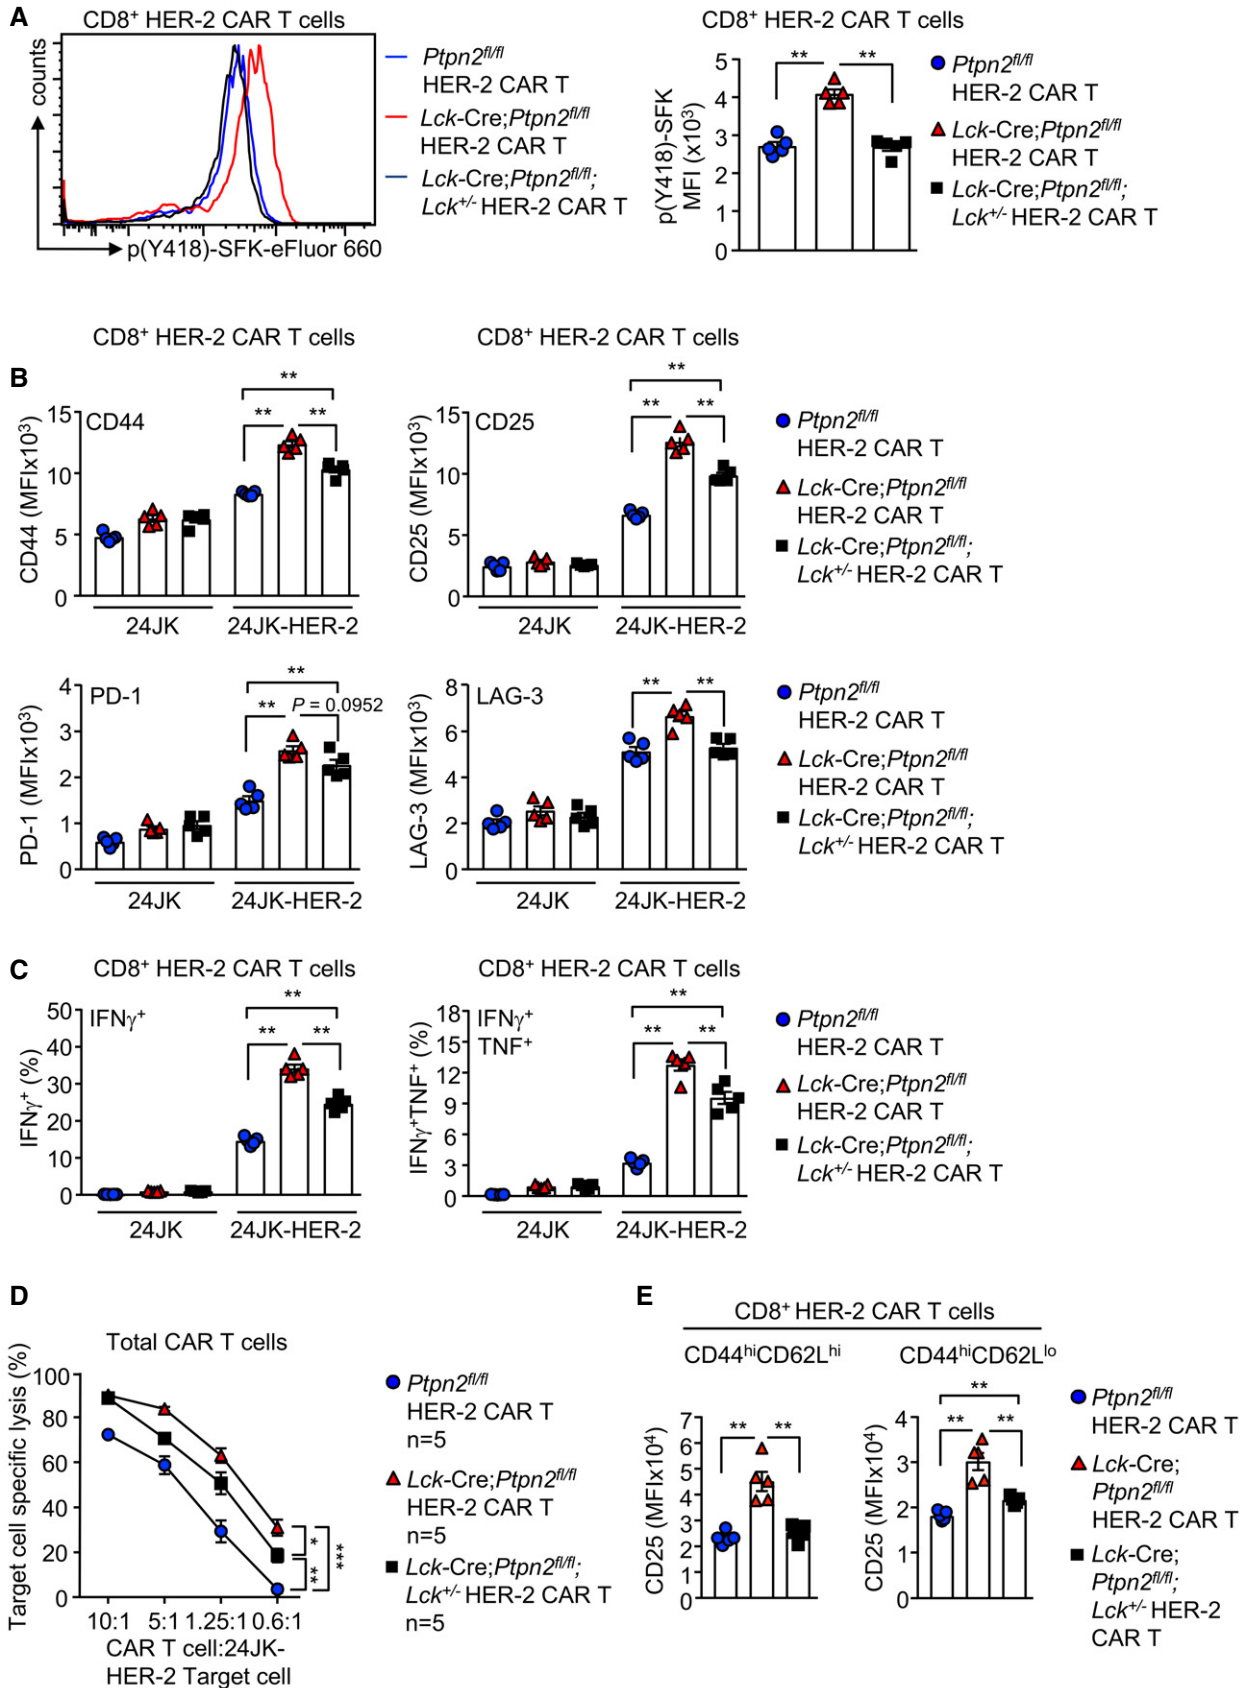 A
CD8+ HER-2 CAR T cells
counts
p(Y418)-SFK-eFluor 660
Ptpn2fl/fl
HER-2 CAR T
Lck-Cre;Ptpn2fl/fl
HER-2 CAR T
Lck-Cre;Ptpn2fl/fl;
Lck+/- HER-2 CAR T
CD8+ HER-2 CAR T cells
p(Y418)-SFK
MFI (x10³)
5
4
3
2
1
0
** **
Ptpn2fl/fl
HER-2 CAR T
Lck-Cre;Ptpn2fl/fl
HER-2 CAR T
Lck-Cre;Ptpn2fl/fl;
Lck+/- HER-2 CAR T
B
CD8+ HER-2 CAR T cells
CD44
CD44 (MFIx10³)
15
10
5
0
**
** **
24JK 24JK-HER-2
CD8+ HER-2 CAR T cells
CD25
CD25 (MFIx10³)
15
10
5
0
**
** **
24JK 24JK-HER-2
Ptpn2fl/fl
HER-2 CAR T
Lck-Cre;Ptpn2fl/fl
HER-2 CAR T
Lck-Cre;Ptpn2fl/fl;
Lck+/- HER-2 CAR T
PD-1
PD-1 (MFIx10³)
4
3
2
1
0
**
** P = 0.0952
24JK 24JK-HER-2
LAG-3
LAG-3 (MFIx10³)
8
6
4
2
0
** **
24JK 24JK-HER-2
Ptpn2fl/fl
HER-2 CAR T
Lck-Cre;Ptpn2fl/fl
HER-2 CAR T
Lck-Cre;Ptpn2fl/fl;
Lck+/- HER-2 CAR T
C
CD8+ HER-2 CAR T cells
IFNγ+
IFNγ+ (%)
50
40
30
20
10
0
**
** **
24JK 24JK-HER-2
CD8+ HER-2 CAR T cells
IFNγ+
TNF+
IFNγ+TNF+ (%)
18
15
12
9
6
3
0
**
** **
24JK 24JK-HER-2
Ptpn2fl/fl
HER-2 CAR T
Lck-Cre;Ptpn2fl/fl
HER-2 CAR T
Lck-Cre;Ptpn2fl/fl;
Lck+/- HER-2 CAR T
D
Total CAR T cells
Target cell specific lysis (%)
100
80
60
40
20
0
*
**
***
10:1 5:1 1.25:1 0.6:1
CAR T cell:24JK-
HER-2 Target cell
Ptpn2fl/fl
HER-2 CAR T
n=5
Lck-Cre;Ptpn2fl/fl
HER-2 CAR T
n=5
Lck-Cre;Ptpn2fl/fl;
Lck+/- HER-2 CAR T
n=5
E
CD8+ HER-2 CAR T cells
CD44hiCD62Lhi
CD25 (MFIx10⁴)
7
6
5
4
3
2
1
0
** **
CD44hiCD62Llo
CD25 (MFIx10⁴)
4
3
2
1
0
**
** **
Ptpn2fl/fl
HER-2 CAR T
Lck-Cre;
Ptpn2fl/fl
HER-2 CAR T
Lck-Cre;
Ptpn2fl/fl;
Lck+/- HER-2
CAR T